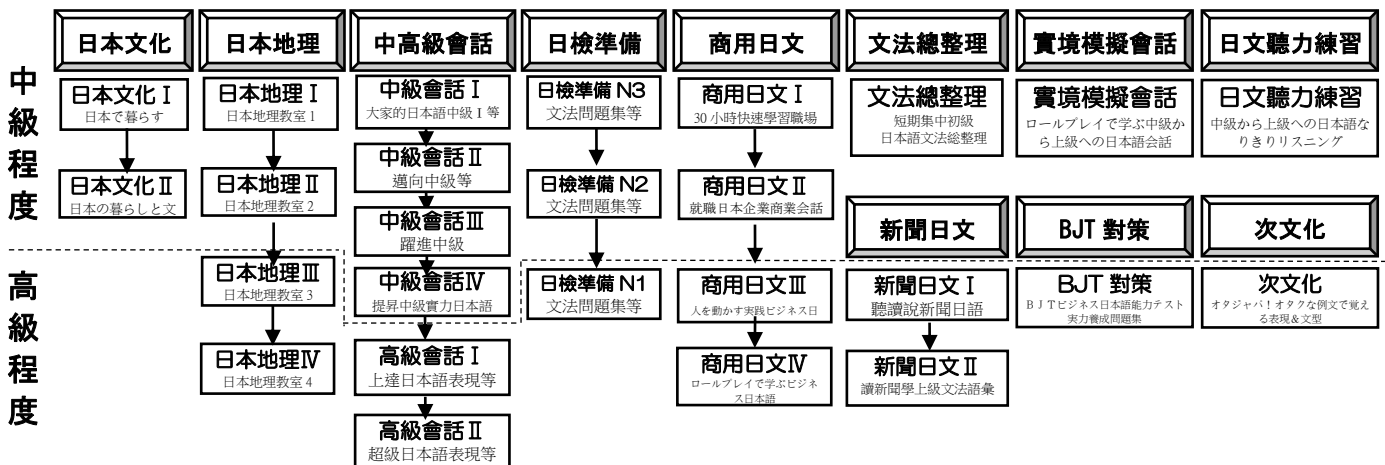 中級程度
高級程度
日本文化
日本文化 I
日本で暮らす
日本文化 II
日本の暮らしと文
日本地理
日本地理 I
日本地理教室 1
日本地理 II
日本地理教室 2
日本地理III
日本地理教室 3
日本地理IV
日本地理教室 4
中高級會話
中級會話 I
大家的日本語中級 I 等
中級會話 II
邁向中級等
中級會話III
躍進中級
中級會話IV
提昇中級實力日本語
高級會話 I
上達日本語表現等
高級會話 II
超級日本語表現等
日檢準備
日檢準備 N3
文法問題集等
日檢準備 N2
文法問題集等
日檢準備 N1
文法問題集等
商用日文
商用日文 I
30 小時快速學習職場
商用日文 II
就職日本企業商業会話
商用日文III
人を動かす実践ビジネス日
商用日文IV
ロールプレイで学ぶビジネ
ス日本語
文法總整理
文法總整理
短期集中初級
日本語文法総整理
新聞日文
新聞日文 I
聽讀說新聞日語
新聞日文 II
讀新聞學上級文法語彙
實境模擬會話
實境模擬會話
ロールプレイで学ぶ中級か
ら上級への日本語会話
BJT 對策
BJT 對策
BJTビジネス日本語能力テスト
実力養成問題集
日文聽力練習
日文聽力練習
中級から上級への日本語な
りきりリスニング
次文化
次文化
オタジャパ！オタクな例文で覚え
る表現＆文型